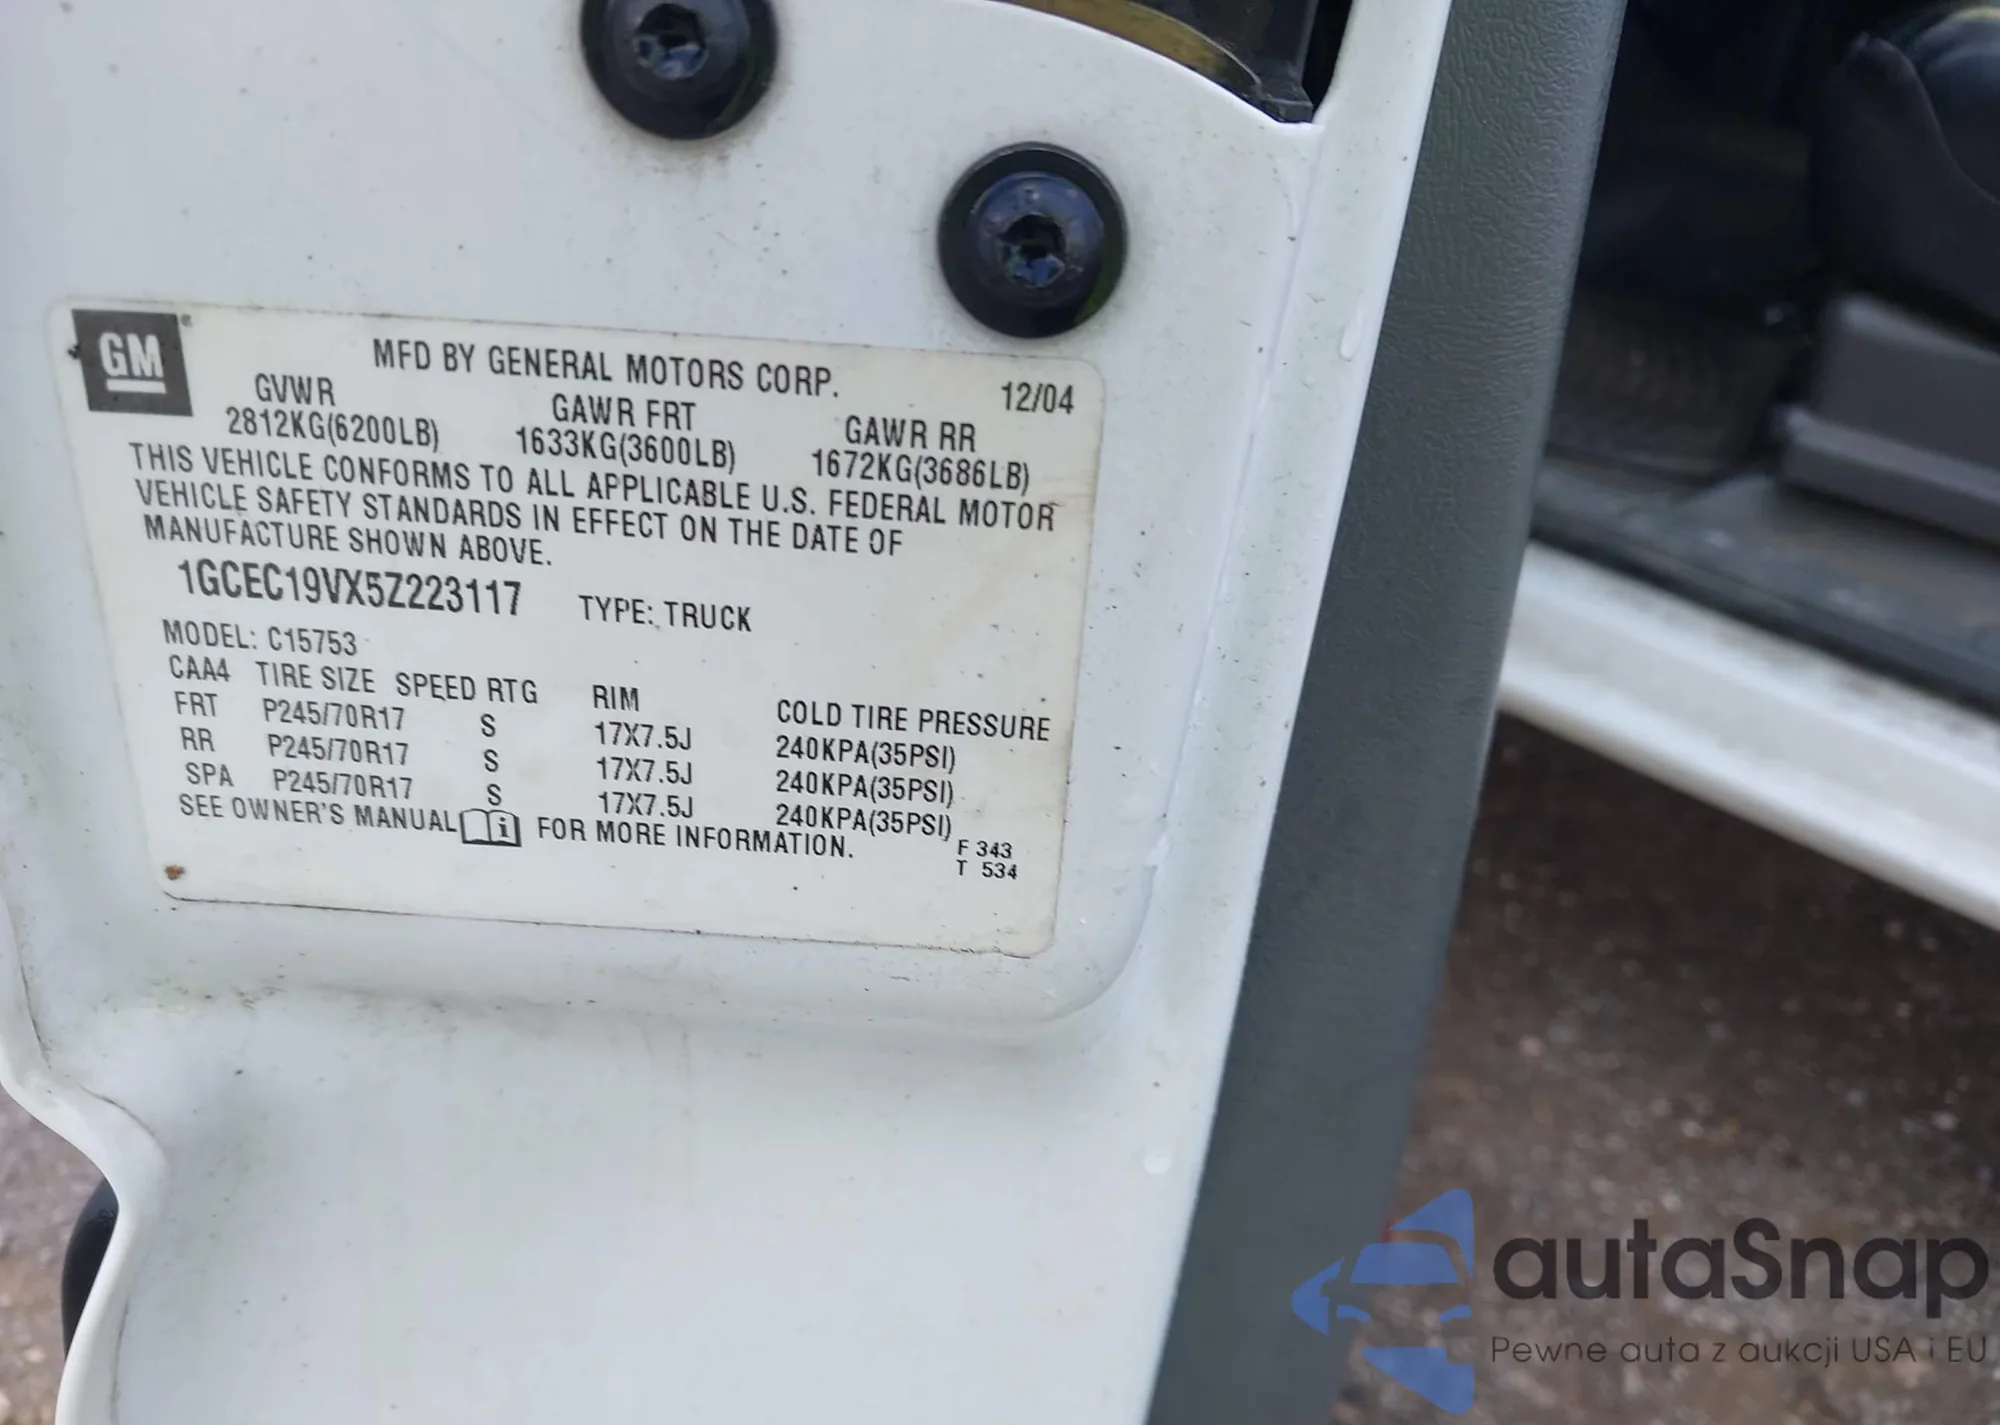 GM
MFD BY GENERAL MOTORS CORP. 12/04
GVWR GAWR FRT GAWR RR
2812KG(6200LB) 1633KG(3600LB) 1672KG(3686LB)
THIS VEHICLE CONFORMS TO ALL APPLICABLE U.S. FEDERAL MOTOR
VEHICLE SAFETY STANDARDS IN EFFECT ON THE DATE OF
MANUFACTURE SHOWN ABOVE.
1GCEC19VX5Z223117 TYPE: TRUCK
MODEL: C15753
CAA4 TIRE SIZE SPEED RTG RIM COLD TIRE PRESSURE
FRT P245/70R17 S 17X7.5J 240KPA(35PSI)
RR P245/70R17 S 17X7.5J 240KPA(35PSI)
SPA P245/70R17 S 17X7.5J 240KPA(35PSI)
SEE OWNER'S MANUAL i FOR MORE INFORMATION.
F 343
T 534
autaSnap
Pewne auta z aukcji USA i EU